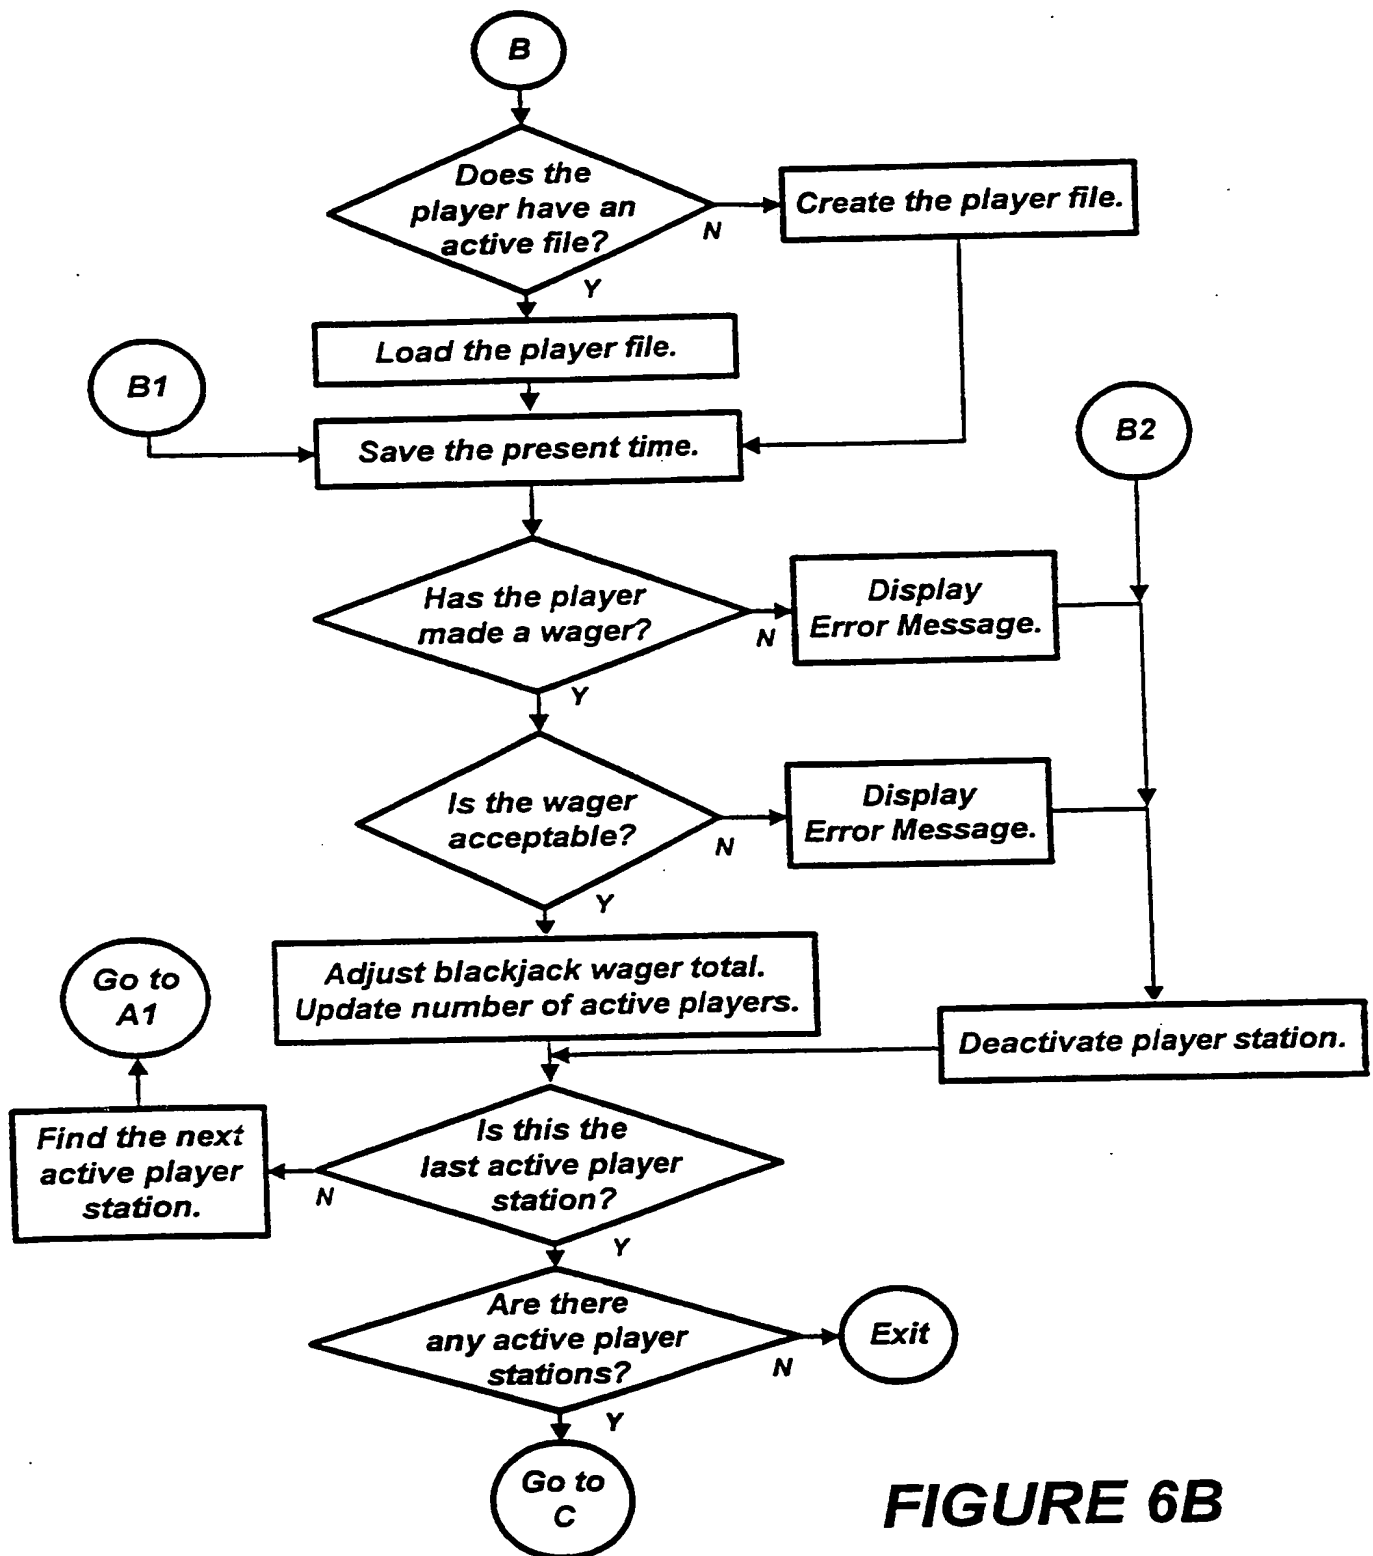 B
Does the
player have an
active file?
N
Create the player file.
Y
Load the player file.
B1
B2
Save the present time.
Has the player
made a wager?
N
Display
Error Message.
Y
Is the wager
acceptable?
N
Display
Error Message.
Y
Go to
A1
Adjust blackjack wager total.
Update number of active players.
Deactivate player station.
Find the next
active player
station.
N
Is this the
last active player
station?
Y
Are there
any active player
stations?
N
Exit
Y
Go to
C
FIGURE 6B